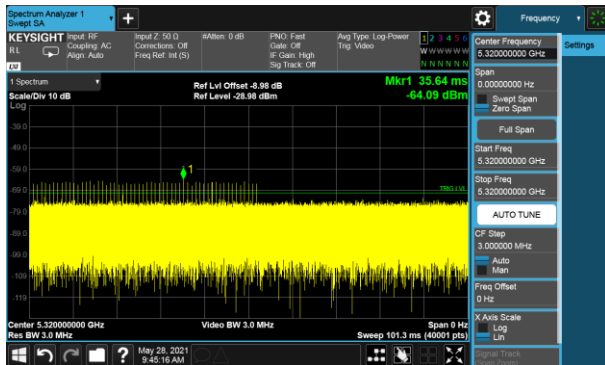 Spectrum Analyzer 1
Swept SA
Frequency
KEYSIGHT
Input: RF
Input Z: 50 Ω
#Atten: 0 dB
PNO: Fast
Avg Type: Log-Power
1 2 3 4 5 6
RL
Coupling: AC
Corrections: Off
Gate: Off
Trig: Video
W W W W W W
Align: Auto
Freq Ref: Int (S)
IF Gain: High
Sig Track: Off
N N N N N N
LXI
1 Spectrum
Scale/Div 10 dB
Ref Lvl Offset -8.98 dB
Ref Level -28.98 dBm
Mkr1 35.64 ms
-64.09 dBm
Log
-39.0
-49.0
-59.0
-69.0
-79.0
-89.0
-99.0
-109
-119
1
TRIG LVL
Center 5.320000000 GHz
Video BW 3.0 MHz
Span 0 Hz
Res BW 3.0 MHz
Sweep 101.3 ms (40001 pts)
May 28, 2021
9:45:16 AM
Center Frequency
5.320000000 GHz
Settings
Span
0.00000000 Hz
Swept Span
Zero Span
Full Span
Start Freq
5.320000000 GHz
Stop Freq
5.320000000 GHz
AUTO TUNE
CF Step
3.000000 MHz
Auto
Man
Freq Offset
0 Hz
X Axis Scale
Log
Lin
Signal Track
(Span Zoom)